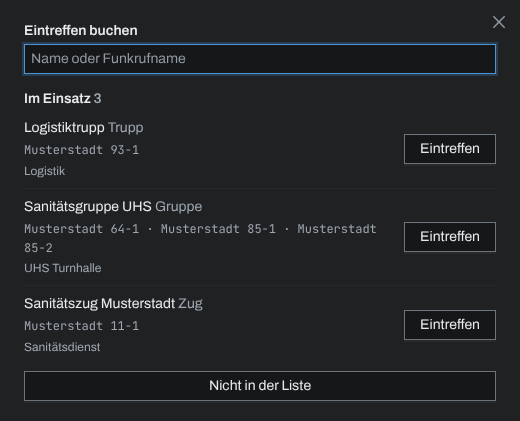 Eintreffen buchen
Name oder Funkrufname
Im Einsatz 3
Logistiktrupp Trupp
Musterstadt 93-1
Logistik
Eintreffen
Sanitätsgruppe UHS Gruppe
Musterstadt 64-1 · Musterstadt 85-1 · Musterstadt
85-2
UHS Turnhalle
Eintreffen
Sanitätszug Musterstadt Zug
Musterstadt 11-1
Sanitätsdienst
Eintreffen
Nicht in der Liste